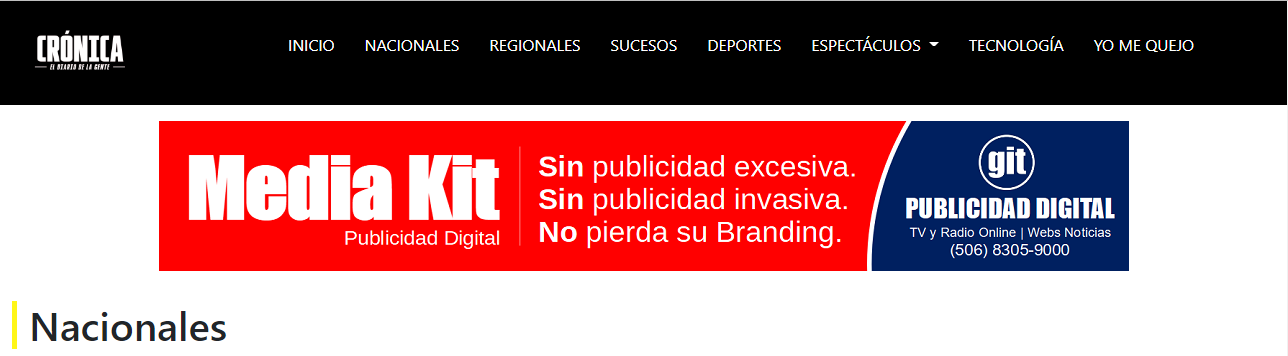 CRÓNICA
EL DIARIO DE LA GENTE
INICIO NACIONALES REGIONALES SUCESOS DEPORTES ESPECTÁCULOS TECNOLOGÍA YO ME QUEJO
Media Kit
Publicidad Digital
Sin publicidad excesiva.
Sin publicidad invasiva.
No pierda su Branding.
git
PUBLICIDAD DIGITAL
TV y Radio Online | Webs Noticias
(506) 8305-9000
Nacionales